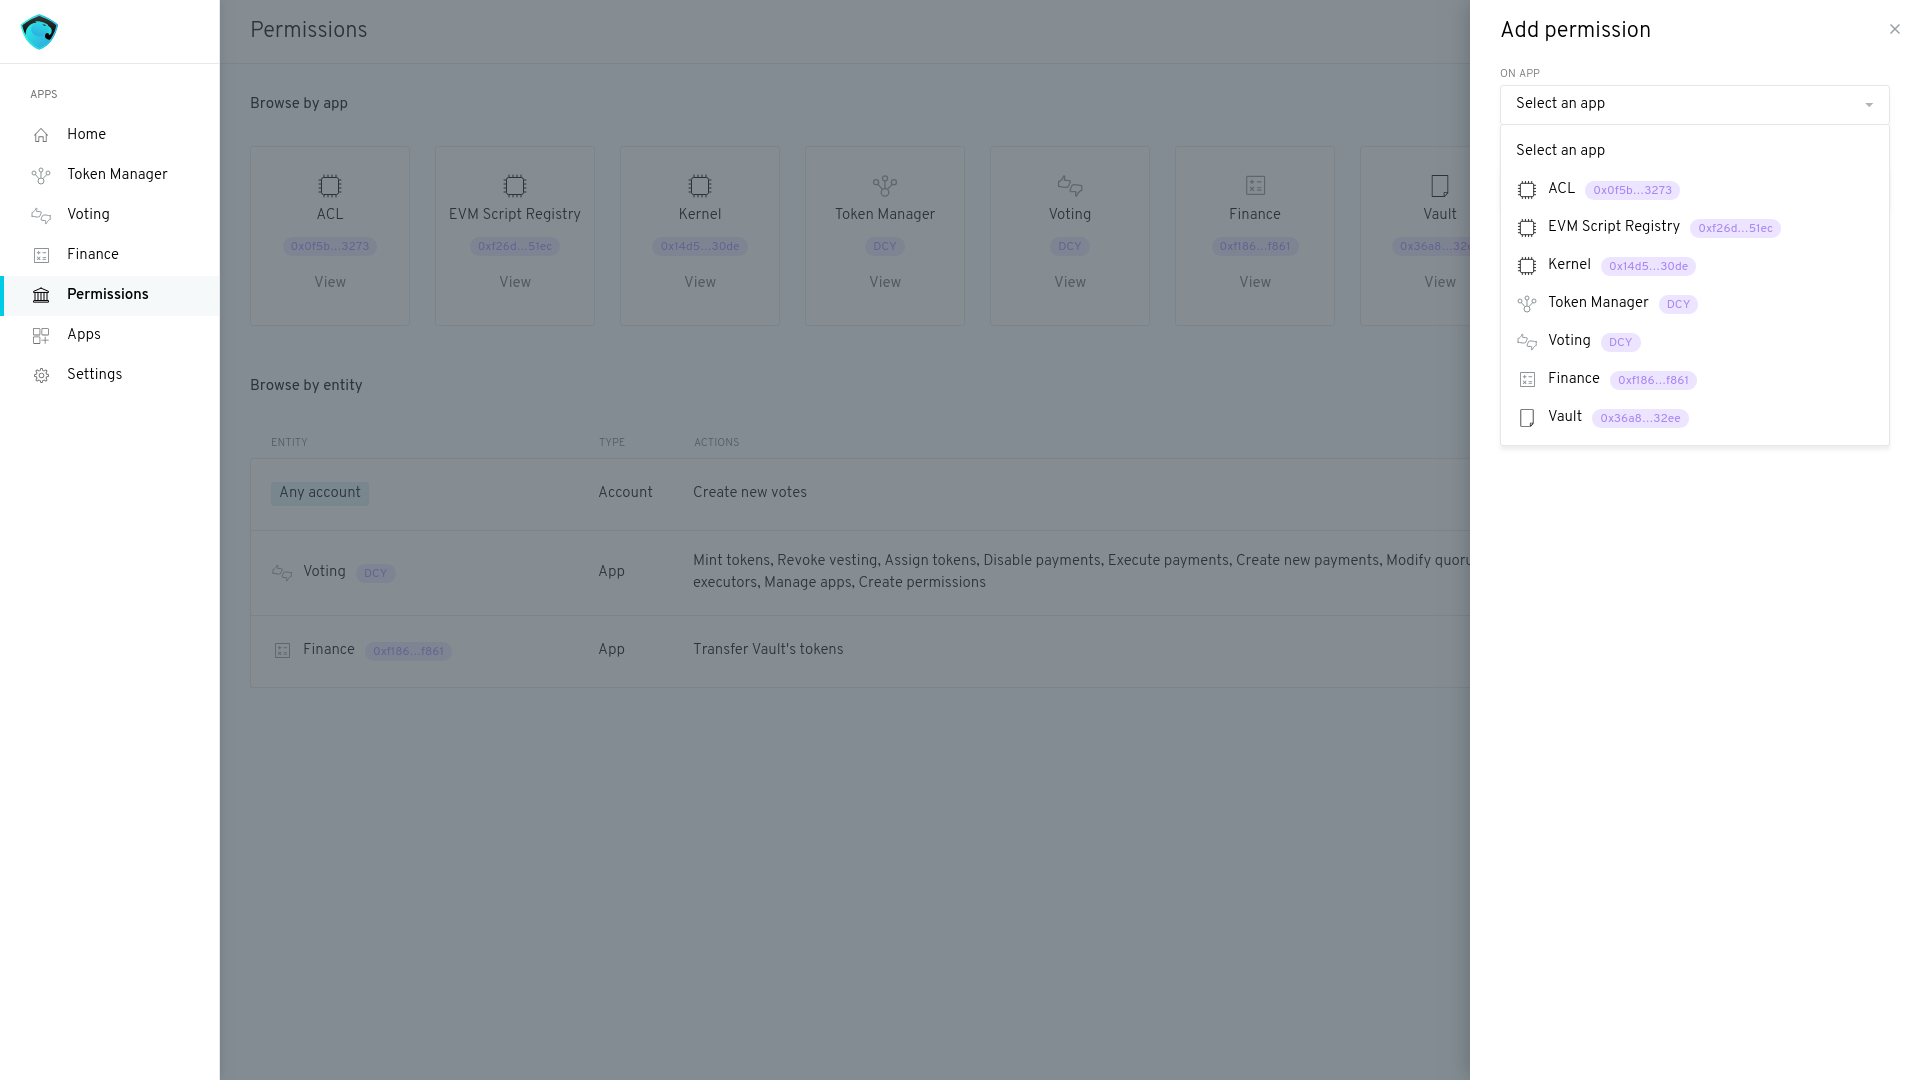 APPS
Home
Token Manager
Voting
Finance
Permissions
Apps
Settings
Permissions
Browse by app
ACL
0x0f5b...3273
View
EVM Script Registry
0xf26d...51ec
View
Kernel
0x14d5...30de
View
Token Manager
DCY
View
Voting
DCY
View
Finance
0xf186...f861
View
Vault
0x36a8...32e
View
Browse by entity
ENTITY TYPE ACTIONS
Any account Account Create new votes
Voting DCY App Mint tokens, Revoke vesting, Assign tokens, Disable payments, Execute payments, Create new payments, Modify quoru
executors, Manage apps, Create permissions
Finance 0xf186...f861 App Transfer Vault's tokens
Add permission
ON APP
Select an app
Select an app
ACL 0x0f5b...3273
EVM Script Registry 0xf26d...51ec
Kernel 0x14d5...30de
Token Manager DCY
Voting DCY
Finance 0xf186...f861
Vault 0x36a8...32ee